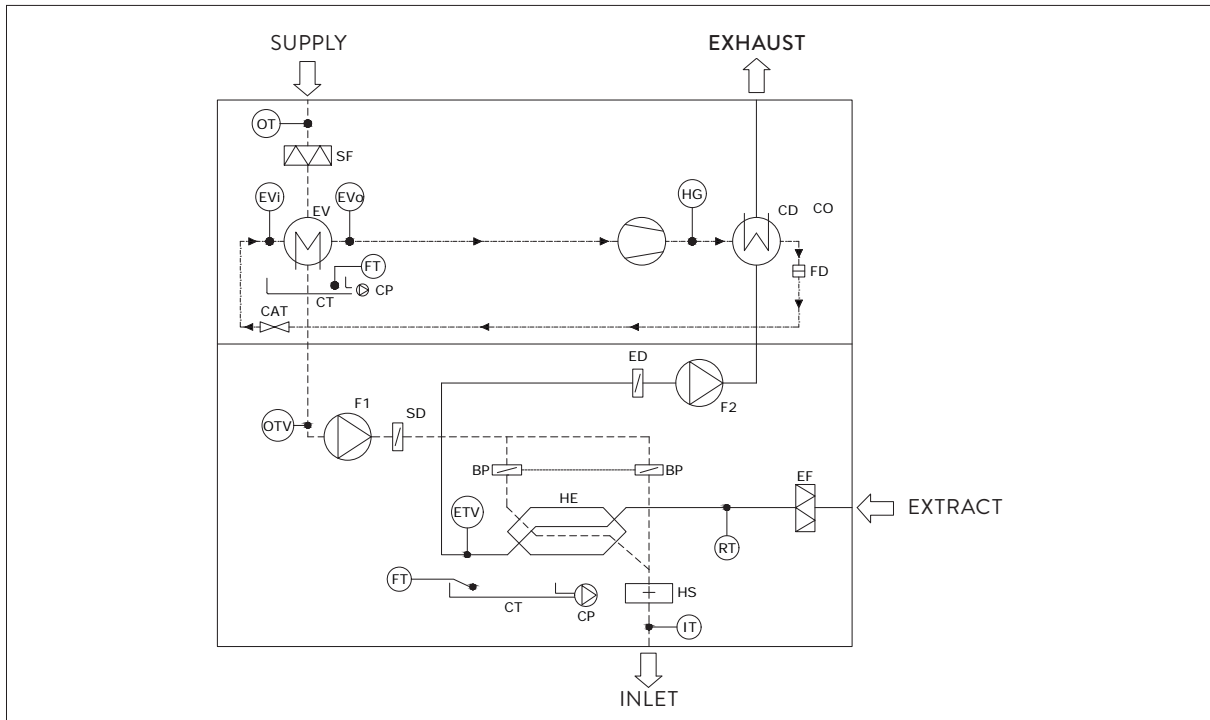 SUPPLY EXHAUST
OT
SF
EVi EV EVo HG CD CO
FT FD
CT CP
CAT
ED
F1 SD F2
OTV
BP BP EF
HE
ETV EXTRACT
RT
FT HS
CT CP
IT
INLET